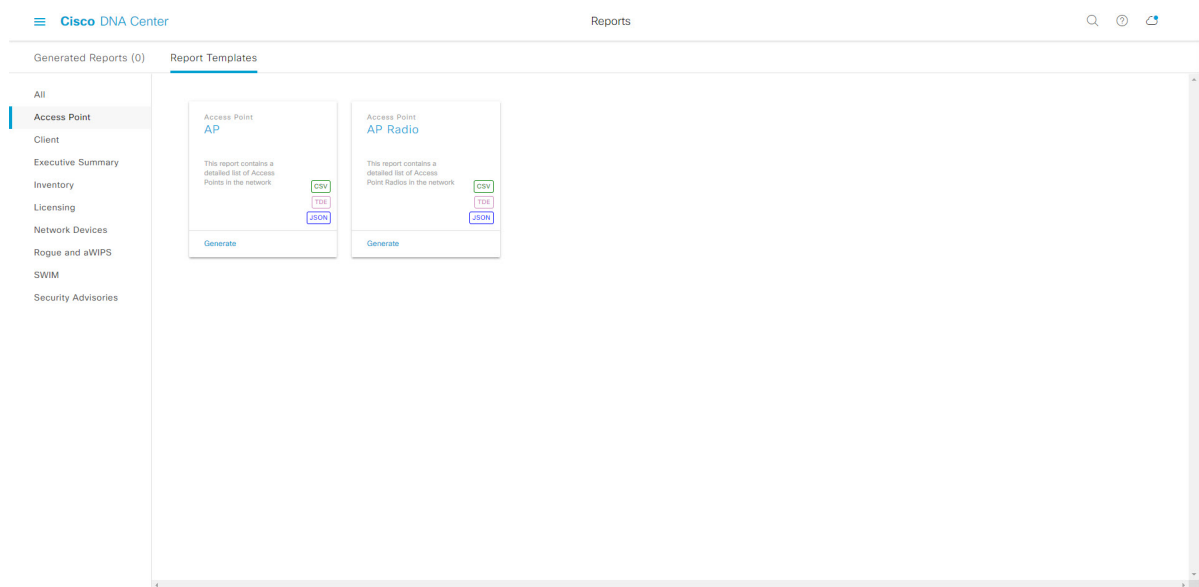 Cisco DNA Center
Reports
Generated Reports (0)
Report Templates
All
Access Point
Client
Executive Summary
Inventory
Licensing
Network Devices
Rogue and aWIPS
SWIM
Security Advisories
Access Point
AP
This report contains a
detailed list of Access
Points in the network
CSV
TDE
JSON
Generate
Access Point
AP Radio
This report contains a
detailed list of Access
Point Radios in the network
CSV
TDE
JSON
Generate